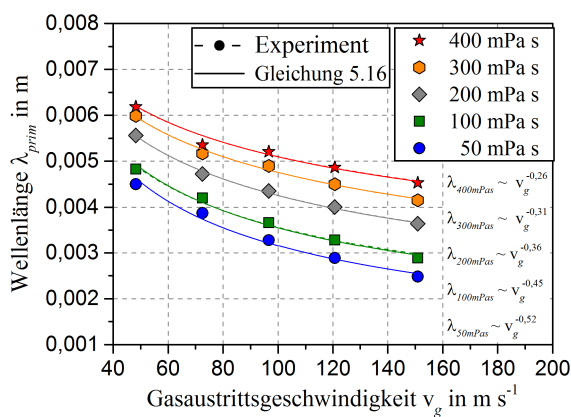 0,008
0,007
0,006
0,005
0,004
0,003
0,002
0,001
Wellenlänge λprim in m
Experiment
Gleichung 5.16
400 mPa s
300 mPa s
200 mPa s
100 mPa s
50 mPa s
λ400mPas ~ vg^-0,26
λ300mPas ~ vg^-0,31
λ200mPas ~ vg^-0,36
λ100mPas ~ vg^-0,45
λ50mPas ~ vg^-0,52
40 60 80 100 120 140 160 180 200
Gasaustrittsgeschwindigkeit vg in m s^-1